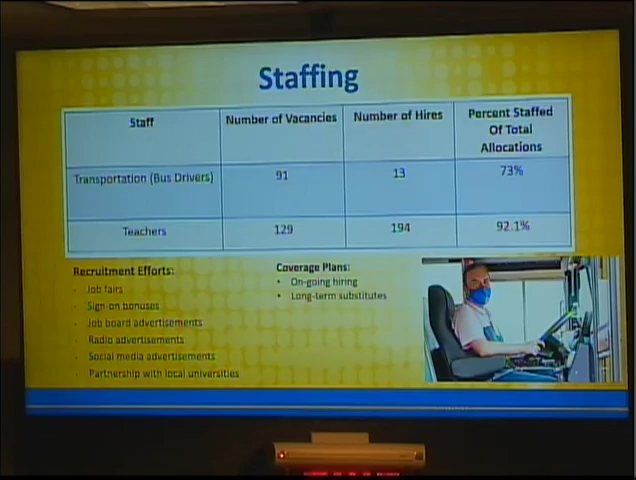 Staffing
Staff
Number of Vacancies
Number of Hires
Percent Staffed
Of Total
Allocations
Transportation (Bus Drivers)
91
13
73%
Teachers
129
194
92.1%
Recruitment Efforts:
Job fairs
Sign-on bonuses
Job board advertisements
Radio advertisements
Social media advertisements
Partnership with local universities
Coverage Plans:
• On-going hiring
• Long-term substitutes